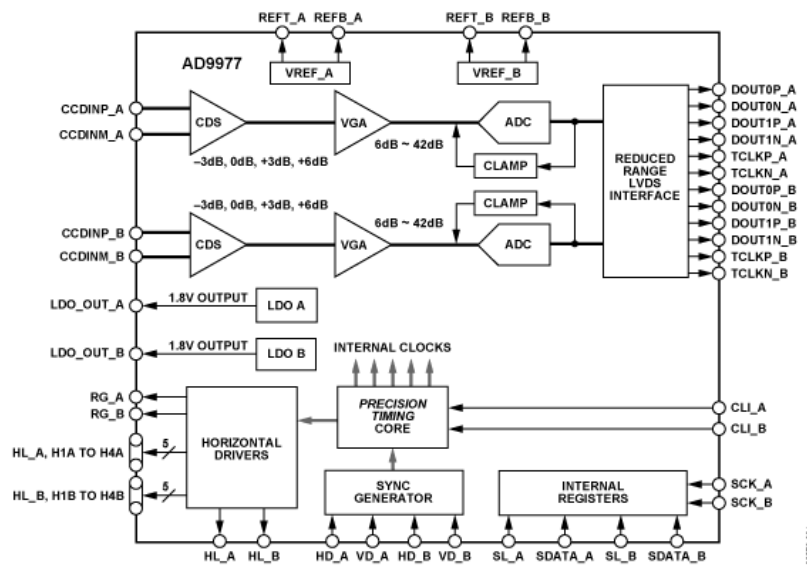 REFT_A REFB_A REFT_B REFB_B
AD9977
VREF_A VREF_B
CCDINP_A
CCDINM_A
CDS
VGA
ADC
6dB ~ 42dB
–3dB, 0dB, +3dB, +6dB
CLAMP
REDUCED
RANGE
LVDS
INTERFACE
DOUT0P_A
DOUT0N_A
DOUT1P_A
DOUT1N_A
TCLKP_A
TCLKN_A
DOUT0P_B
DOUT0N_B
DOUT1P_B
DOUT1N_B
TCLKP_B
TCLKN_B
–3dB, 0dB, +3dB, +6dB
CLAMP
6dB ~ 42dB
CCDINP_B
CCDINM_B
CDS
VGA
ADC
LDO_OUT_A
1.8V OUTPUT
LDO A
LDO_OUT_B
1.8V OUTPUT
LDO B
INTERNAL CLOCKS
RG_A
RG_B
HL_A, H1A TO H4A
5
HL_B, H1B TO H4B
5
HORIZONTAL
DRIVERS
PRECISION
TIMING
CORE
CLI_A
CLI_B
SYNC
GENERATOR
INTERNAL
REGISTERS
SCK_A
SCK_B
HL_A HL_B HD_A VD_A HD_B VD_B SL_A SDATA_A SL_B SDATA_B